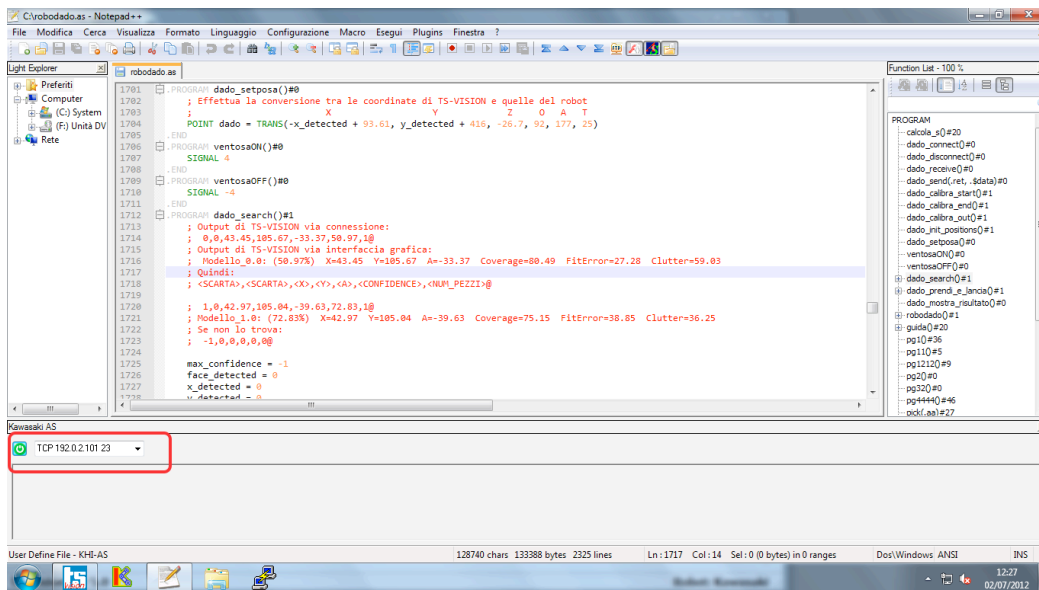 C:\robodado.as - Notepad++
File Modifica Cerca Visualizza Formato Linguaggio Configurazione Macro Esegui Plugins Finestra ?
Light Explorer
Preferiti
Computer
(C:) System
(F:) Unità DV
Rete
robodado.as
1701 .PROGRAM dado_setposa()#0
1702 ; Effettua la conversione tra le coordinate di TS-VISION e quelle del robot
1703 ; X Y Z O A T
1704 POINT dado = TRANS(-x_detected + 93.61, y_detected + 416, -26.7, 92, 177, 25)
1705 .END
1706 .PROGRAM ventosaON()#0
1707 SIGNAL 4
1708 .END
1709 .PROGRAM ventosaOFF()#0
1710 SIGNAL -4
1711 .END
1712 .PROGRAM dado_search()#1
1713 ; Output di TS-VISION via connessione:
1714 ; 0,0,43.45,105.67,-33.37,50.97,1@
1715 ; Output di TS-VISION via interfaccia grafica:
1716 ; Modello_0.0: (50.97%) X=43.45 Y=105.67 A=-33.37 Coverage=80.49 FitError=27.28 Clutter=59.03
1717 ; Quindi:
1718 ; <SCARTA>,<SCARTA>,<X>,<Y>,<A>,<CONFIDENCE>,<NUM_PEZZI>@
1719
1720 ; 1,0,42.97,105.04,-39.63,72.83,1@
1721 ; Modello_1.0: (72.83%) X=42.97 Y=105.04 A=-39.63 Coverage=75.15 FitError=38.85 Clutter=36.25
1722 ; Se non lo trova:
1723 ; -1,0,0,0,0,0@
1724
1725 max_confidence = -1
1726 face_detected = 0
1727 x_detected = 0
1728 y_detected = 0
Function List - 100 %
PROGRAM
calcola_s()#20
dado_connect()#0
dado_disconnect()#0
dado_receive()#0
dado_send(.ret, .$data)#0
dado_calibra_start()#1
dado_calibra_end()#1
dado_calibra_out()#1
dado_init_positions()#1
dado_setposa()#0
ventosaON()#0
ventosaOFF()#0
dado_search()#1
dado_prendi_e_lancia()#1
dado_mostra_risultato()#0
robodado()#1
guida()#20
pg1()#36
pg11()#5
pg1212()#9
pg2()#0
pg32()#0
pg4444()#46
pick(.aa)#27
Kawasaki AS
TCP 192.0.2.101 23
User Define File - KHI-AS
128740 chars 133388 bytes 2325 lines
Ln : 1717 Col : 14 Sel : 0 (0 bytes) in 0 ranges
Dos\Windows ANSI
INS
ts
vision
12:27
02/07/2012